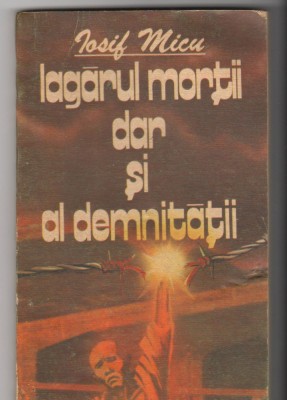 Iosif Micu
lagărul morții
dar
și
al demnității